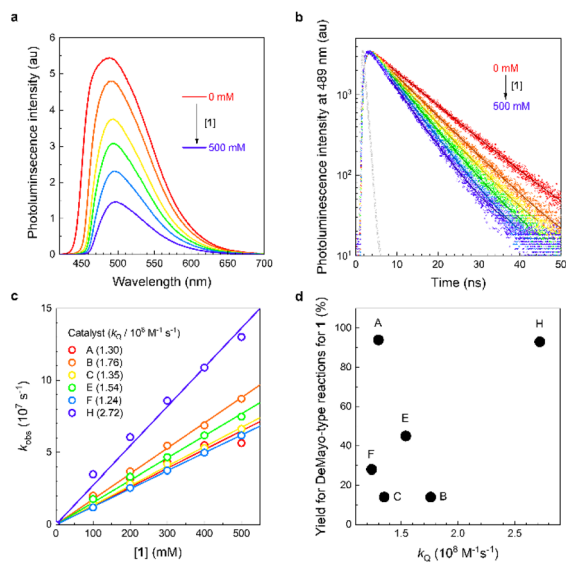 a
Photoluminsecence intensity (au)
6
5
4
3
2
1
0
0 mM
[1]
500 mM
450 500 550 600 650 700
Wavelength (nm)
b
Photoluminescence intensity at 489 nm (au)
10³
10²
10¹
0 mM
[1]
500 mM
0 10 20 30 40 50
Time (ns)
c
k_obs (10⁷ s⁻¹)
15
10
5
0
Catalyst (k_Q / 10⁸ M⁻¹ s⁻¹)
A (1.30)
B (1.76)
C (1.35)
E (1.54)
F (1.24)
H (2.72)
0 100 200 300 400 500
[1] (mM)
d
Yield for DeMayo-type reactions for 1 (%)
100
80
60
40
20
0
A
H
E
F
C
B
1.5 2.0 2.5
k_Q (10⁸ M⁻¹s⁻¹)